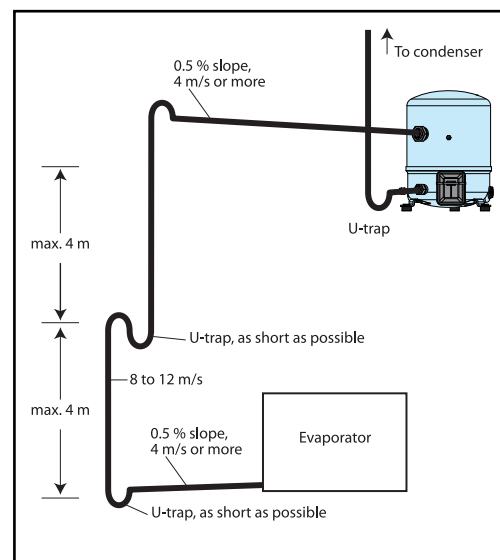 To condenser
0.5 % slope,
4 m/s or more
U-trap
max. 4 m
U-trap, as short as possible
8 to 12 m/s
max. 4 m
0.5 % slope,
4 m/s or more
Evaporator
U-trap, as short as possible